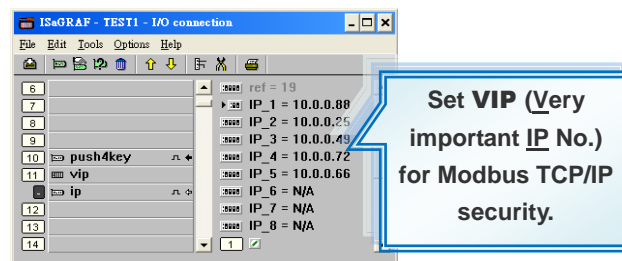 ISaGRAF - TEST1 - I/O connection
File Edit Tools Options Help
6
7
8
9
10 push4key
11 vip
ip
12
13
14
ref = 19
IP_1 = 10.0.0.88
IP_2 = 10.0.0.25
IP_3 = 10.0.0.49
IP_4 = 10.0.0.72
IP_5 = 10.0.0.66
IP_6 = N/A
IP_7 = N/A
IP_8 = N/A
1
Set VIP (Very
important IP No.)
for Modbus TCP/IP
security.